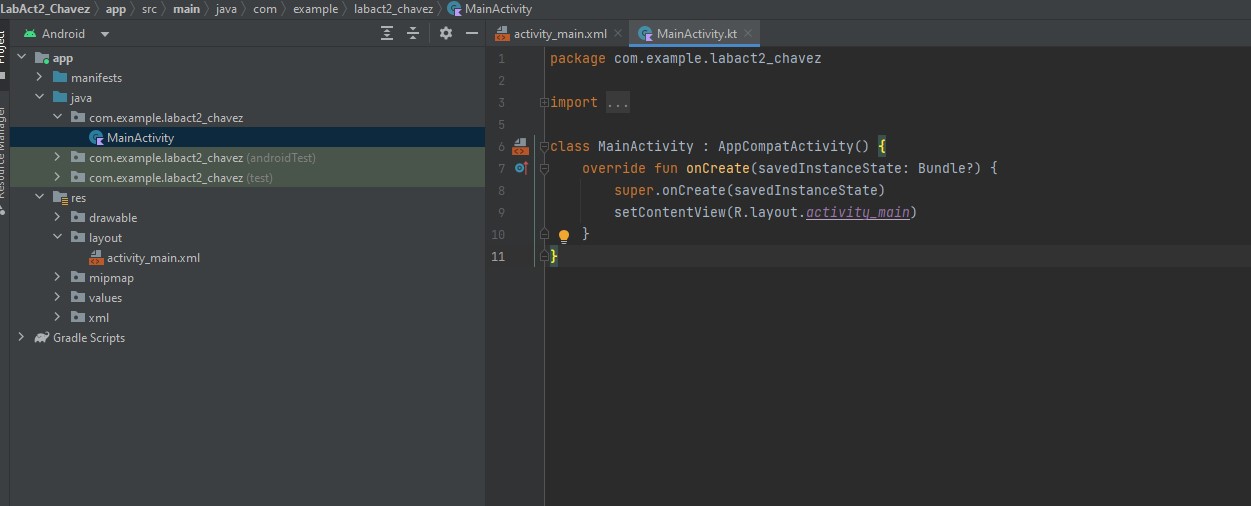 LabAct2_Chavez > app > src > main > java > com > example > labact2_chavez > MainActivity
Project
Resource Manager
Android
app
manifests
java
com.example.labact2_chavez
MainActivity
com.example.labact2_chavez (androidTest)
com.example.labact2_chavez (test)
res
drawable
layout
activity_main.xml
mipmap
values
xml
Gradle Scripts
activity_main.xml × MainActivity.kt ×
1 package com.example.labact2_chavez
2
3 import ...
5
6 class MainActivity : AppCompatActivity() {
7 override fun onCreate(savedInstanceState: Bundle?) {
8 super.onCreate(savedInstanceState)
9 setContentView(R.layout.activity_main)
10 }
11 }